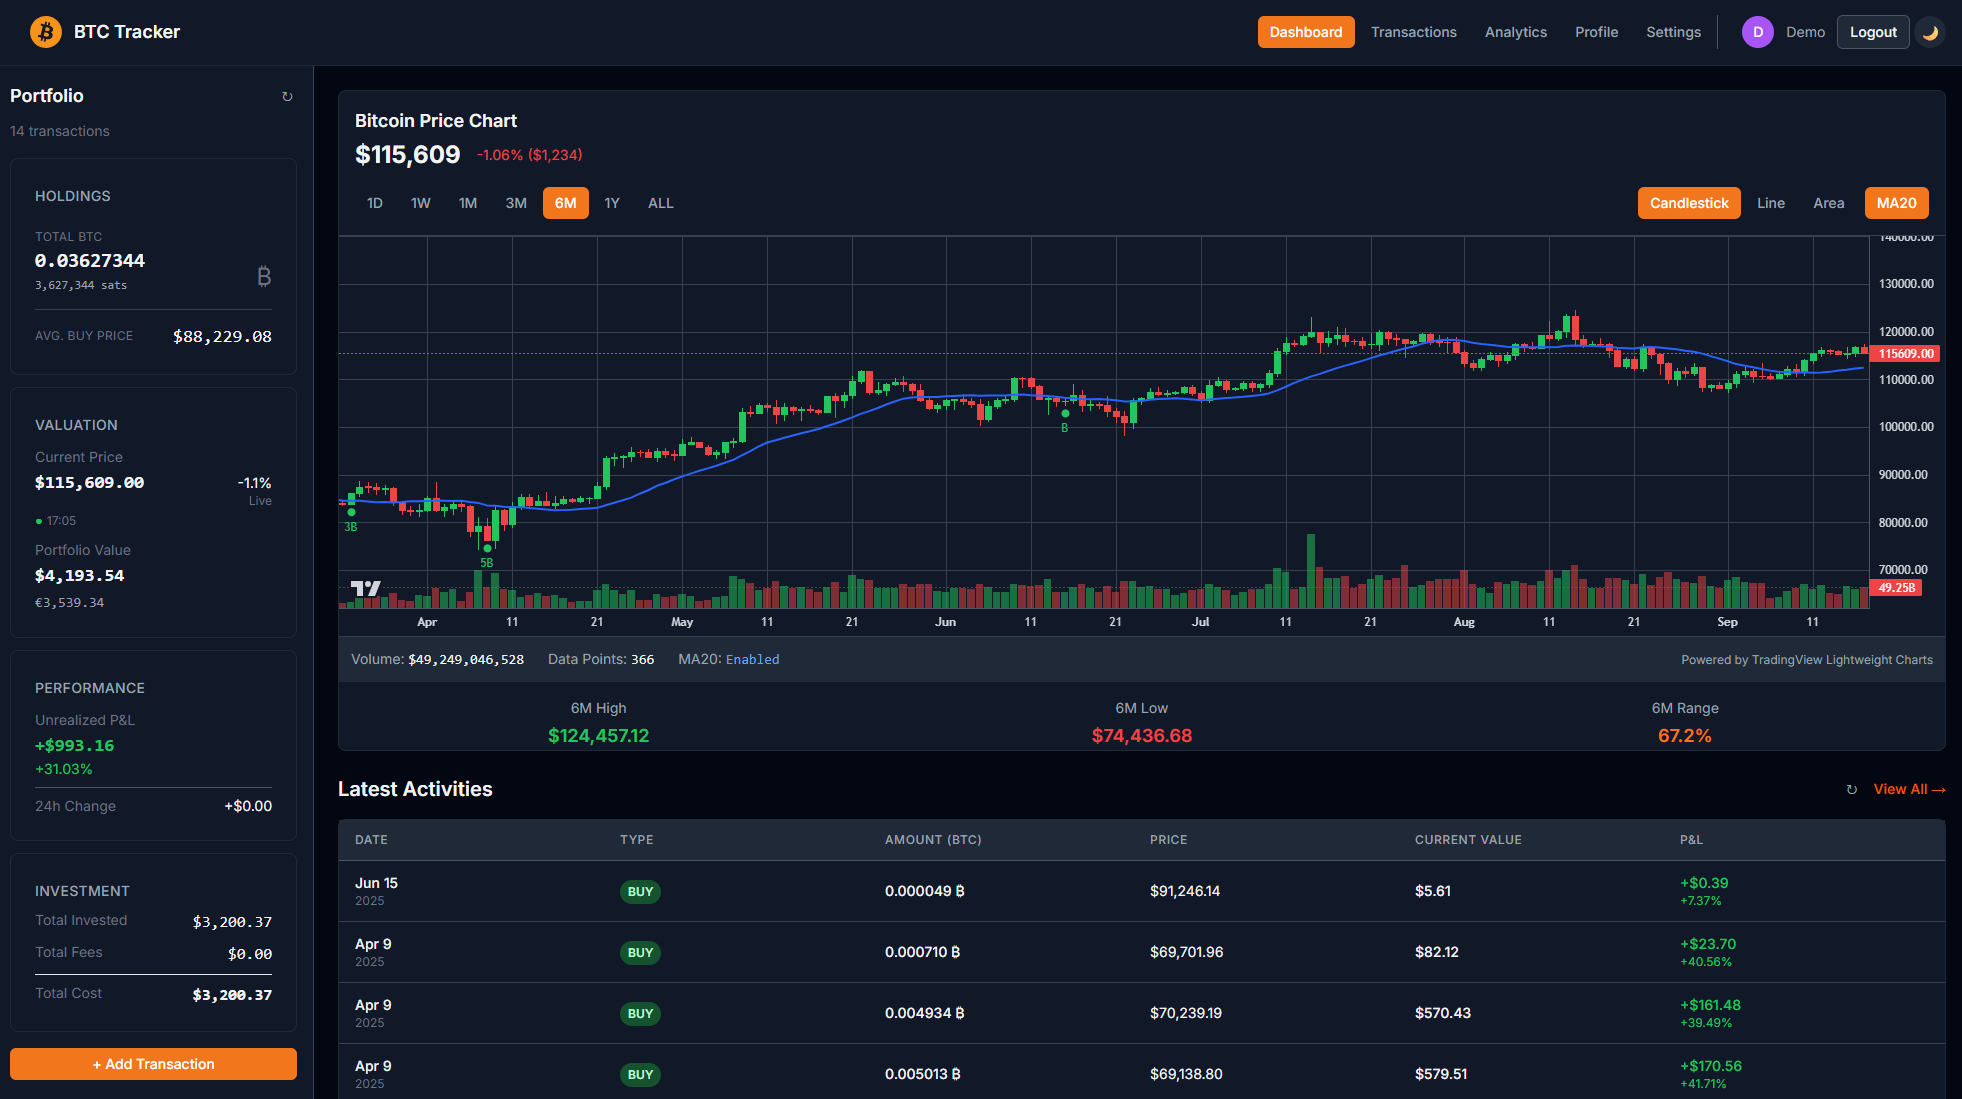 BTC Tracker
Dashboard Transactions Analytics Profile Settings D Demo Logout
Portfolio
14 transactions
HOLDINGS
TOTAL BTC
0.03627344
3,627,344 sats
₿
AVG. BUY PRICE $88,229.08
VALUATION
Current Price
$115,609.00 -1.1%
Live
17:05
Portfolio Value
$4,193.54
€3,539.34
PERFORMANCE
Unrealized P&L
+$993.16
+31.03%
24h Change +$0.00
INVESTMENT
Total Invested $3,200.37
Total Fees $0.00
Total Cost $3,200.37
+ Add Transaction
Bitcoin Price Chart
$115,609 -1.06% ($1,234)
1D 1W 1M 3M 6M 1Y ALL Candlestick Line Area MA20
140000.00
130000.00
120000.00
115609.00
110000.00
100000.00
90000.00
80000.00
70000.00
49.25B
3B
5B
B
Apr 11 21 May 11 21 Jun 11 21 Jul 11 21 Aug 11 21 Sep 11
Volume: $49,249,046,528 Data Points: 366 MA20: Enabled Powered by TradingView Lightweight Charts
6M High 6M Low 6M Range
$124,457.12 $74,436.68 67.2%
Latest Activities View All →
DATE TYPE AMOUNT (BTC) PRICE CURRENT VALUE P&L
Jun 15 BUY 0.000049 ₿ $91,246.14 $5.61 +$0.39
2025 +7.37%
Apr 9 BUY 0.000710 ₿ $69,701.96 $82.12 +$23.70
2025 +40.56%
Apr 9 BUY 0.004934 ₿ $70,239.19 $570.43 +$161.48
2025 +39.49%
Apr 9 BUY 0.005013 ₿ $69,138.80 $579.51 +$170.56
2025 +41.71%